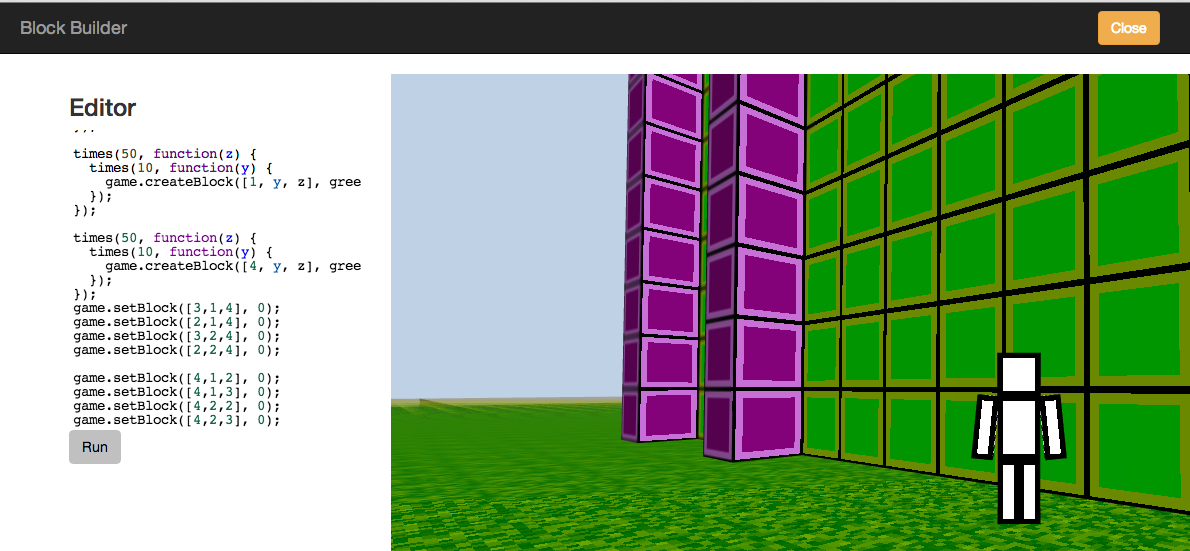 Block Builder
Close
Editor
});
times(50, function(z) {
  times(10, function(y) {
    game.createBlock([1, y, z], gree
  });
});
times(50, function(z) {
  times(10, function(y) {
    game.createBlock([4, y, z], gree
  });
});
game.setBlock([3,1,4], 0);
game.setBlock([2,1,4], 0);
game.setBlock([3,2,4], 0);
game.setBlock([2,2,4], 0);
game.setBlock([4,1,2], 0);
game.setBlock([4,1,3], 0);
game.setBlock([4,2,2], 0);
game.setBlock([4,2,3], 0);
Run